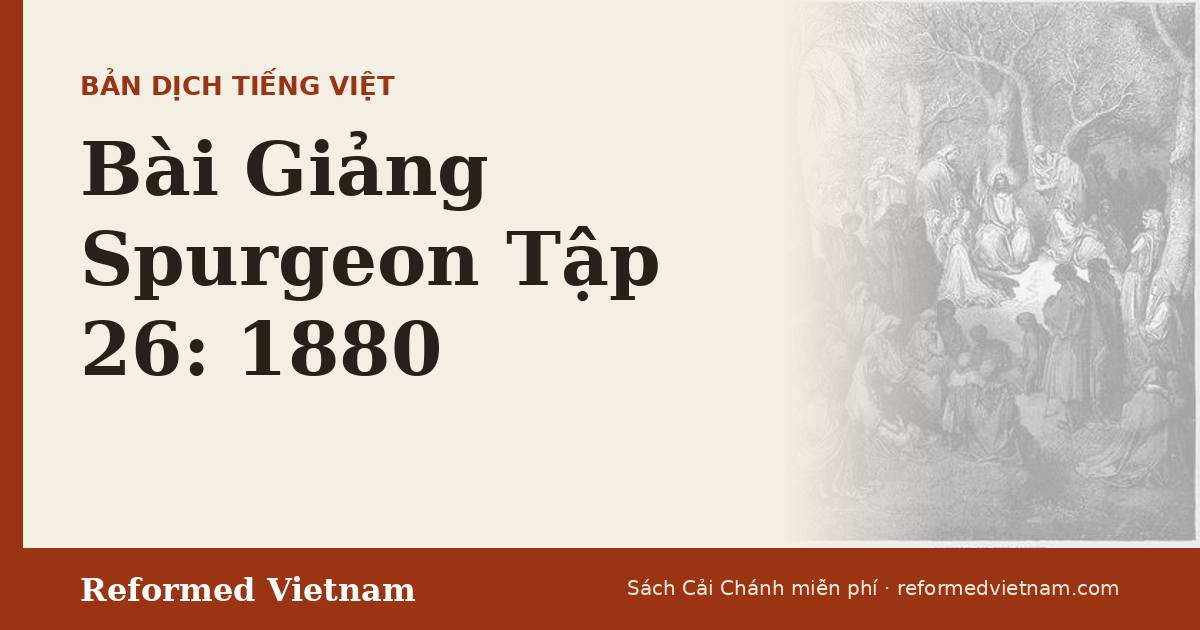 BẢN DỊCH TIẾNG VIỆT
Bài Giảng
Spurgeon Tập
26: 1880
Reformed Vietnam
Sách Cải Chánh miễn phí · reformedvietnam.com